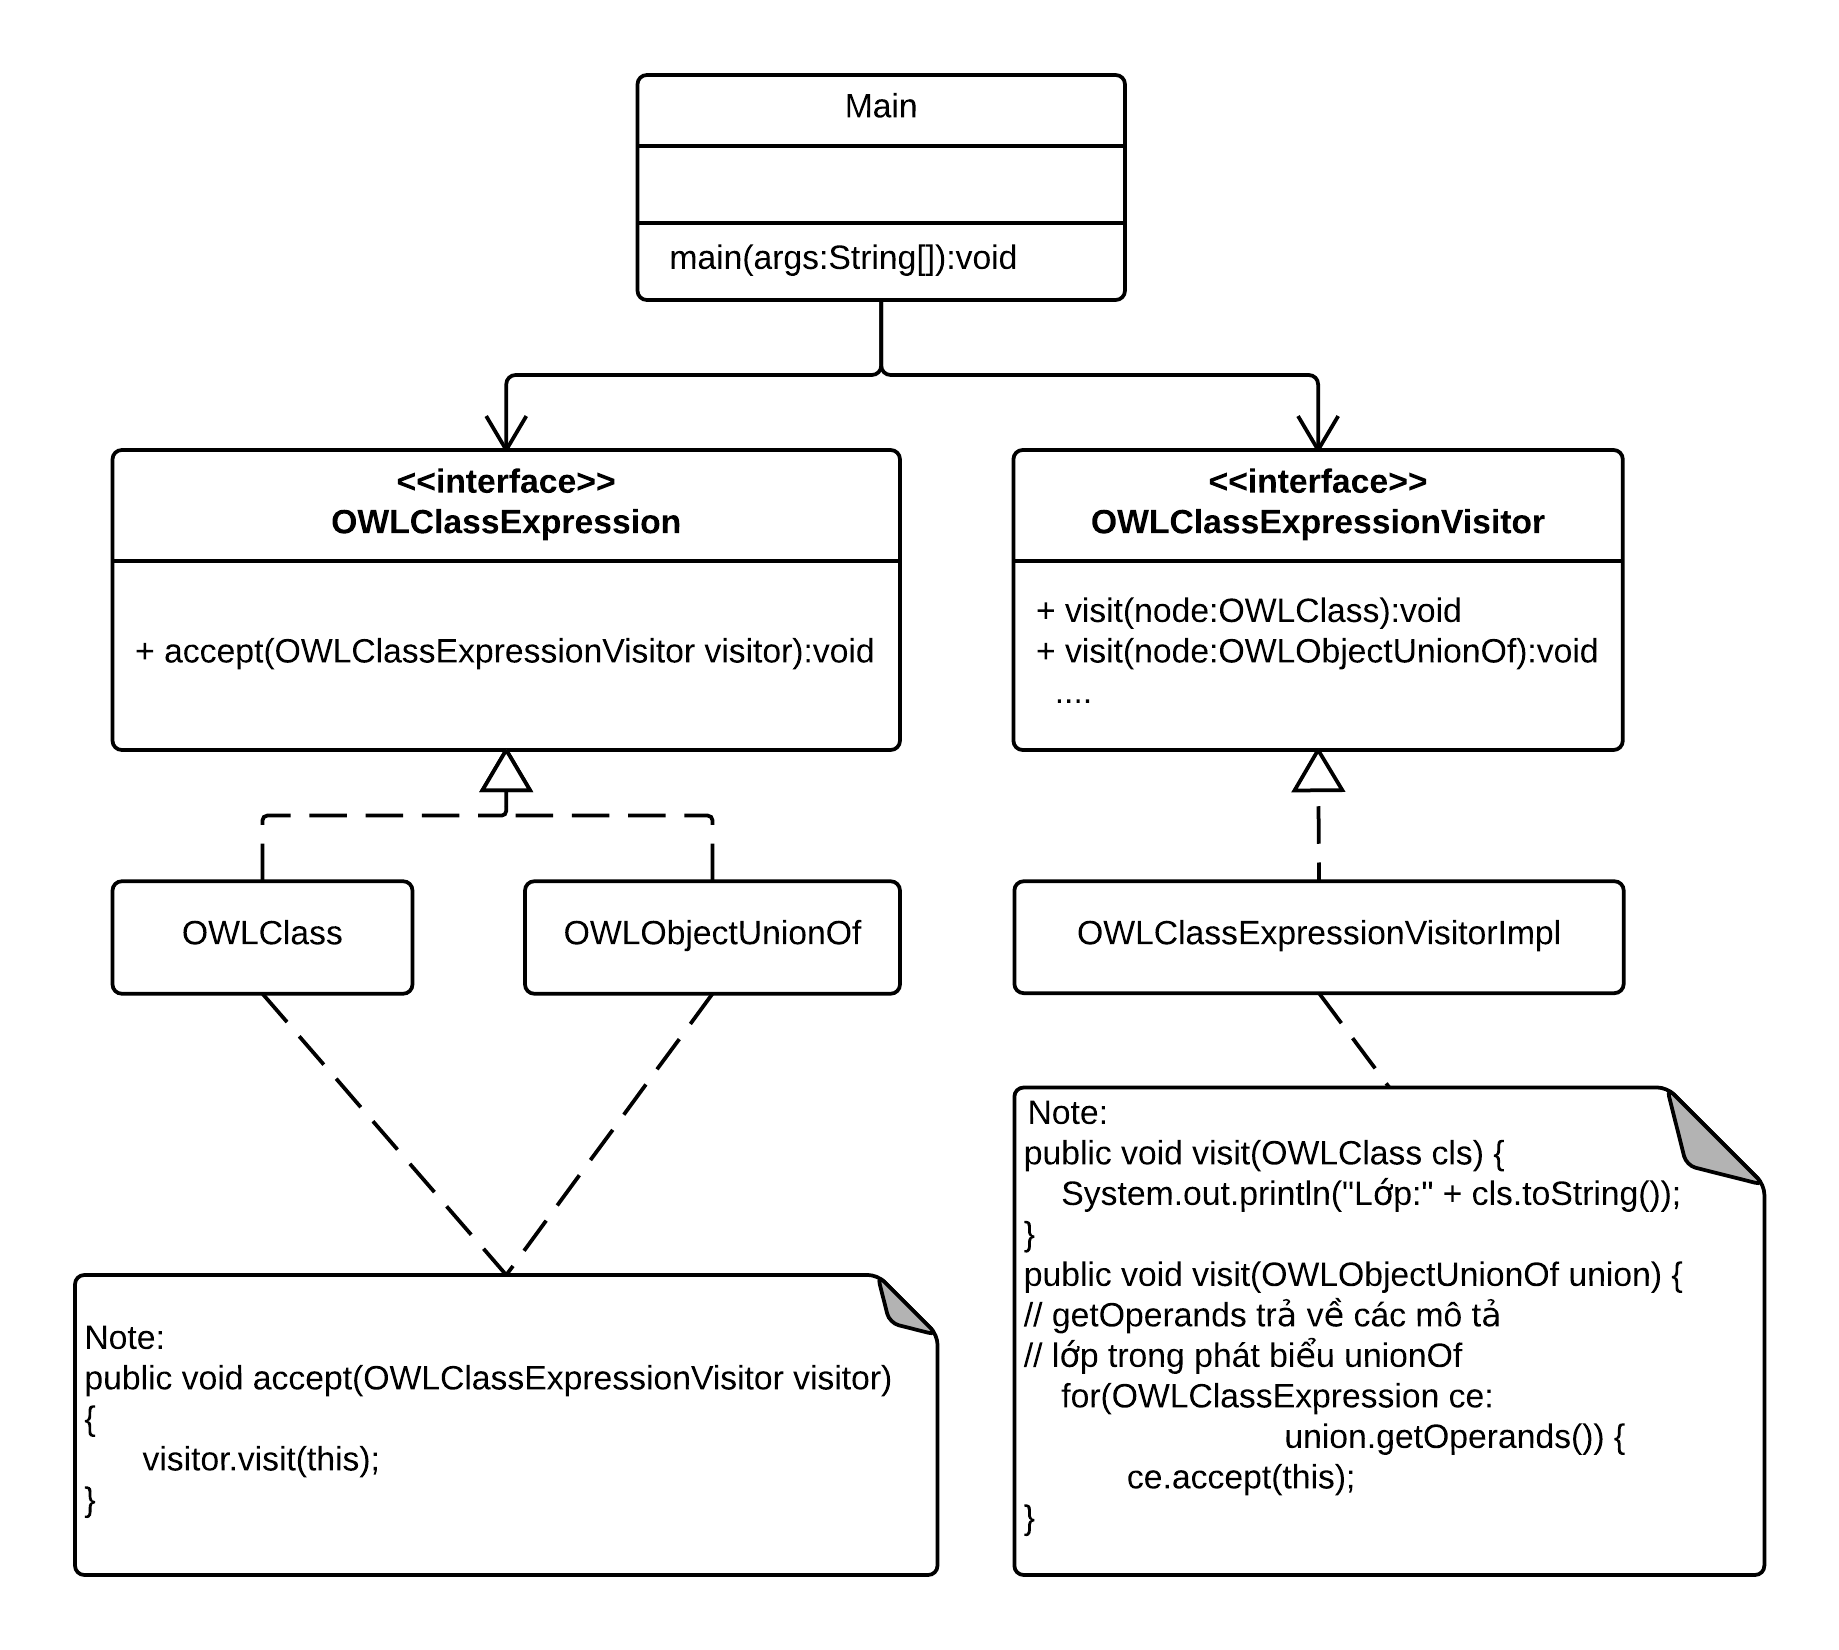 Main
main(args:String[]):void
<<interface>>
OWLClassExpression
+ accept(OWLClassExpressionVisitor visitor):void
<<interface>>
OWLClassExpressionVisitor
+ visit(node:OWLClass):void
+ visit(node:OWLObjectUnionOf):void
....
OWLClass
OWLObjectUnionOf
OWLClassExpressionVisitorImpl
Note:
public void accept(OWLClassExpressionVisitor visitor)
{
visitor.visit(this);
}
Note:
public void visit(OWLClass cls) {
System.out.println("Lớp:" + cls.toString());
}
public void visit(OWLObjectUnionOf union) {
// getOperands trả về các mô tả
// lớp trong phát biểu unionOf
for(OWLClassExpression ce:
union.getOperands()) {
ce.accept(this);
}